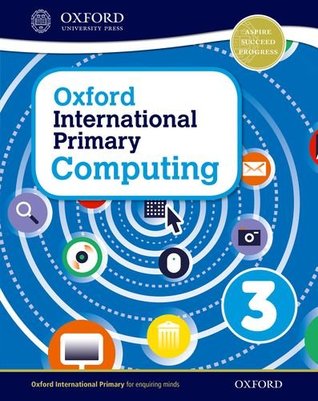 OXFORD
UNIVERSITY PRESS
ASPIRE
SUCCEED
PROGRESS
Oxford
International
Primary
Computing
3
Oxford International Primary for enquiring minds
OXFORD